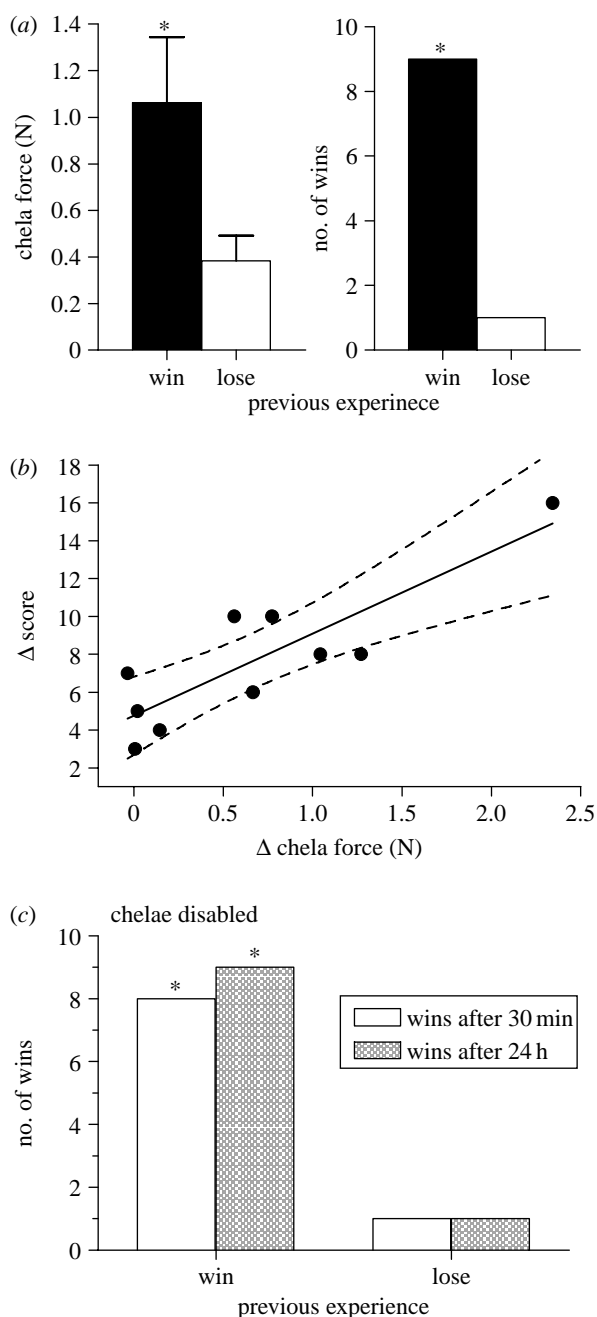 (a)
1.4
1.2
1.0
0.8
0.6
0.4
0.2
0
chela force (N)
*
win lose
10
8
6
4
2
0
no. of wins
*
win lose
previous experinece
(b)
18
16
14
12
10
8
6
4
2
Δ score
0 0.5 1.0 1.5 2.0 2.5
Δ chela force (N)
(c) chelae disabled
10
8
6
4
2
0
no. of wins
* *
wins after 30 min
wins after 24 h
win lose
previous experience